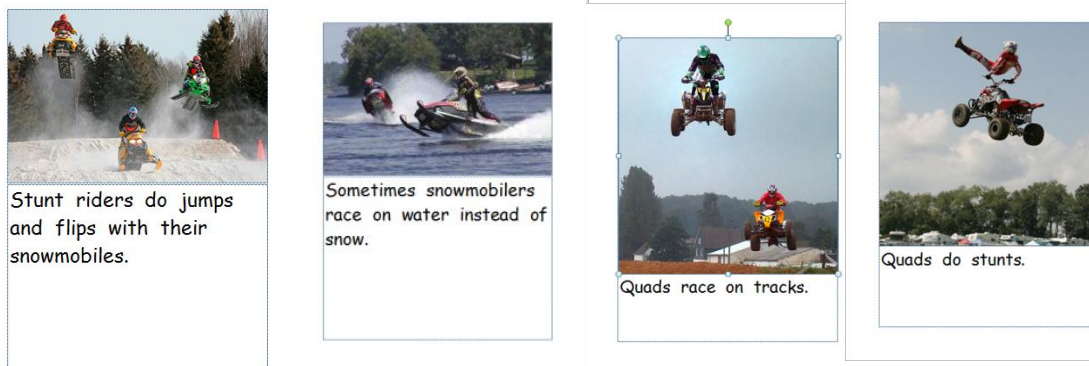 Stunt riders do jumps
and flips with their
snowmobiles.
Sometimes snowmobilers
race on water instead of
snow.
Quads race on tracks.
Quads do stunts.